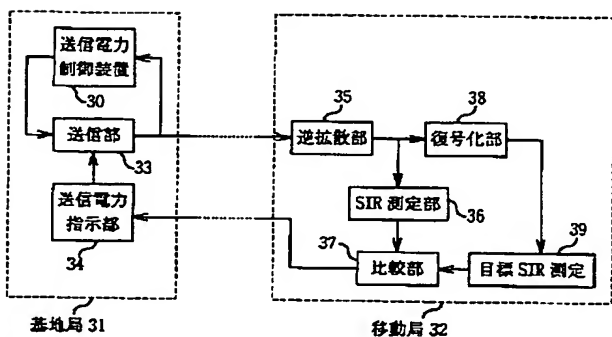 送信電力
制御装置
30
送信部
33
送信電力
指示部
34
基地局 31
35
逆拡散部
38
復号化部
SIR 測定部
36
37
比較部
39
目標 SIR 測定
移動局 32